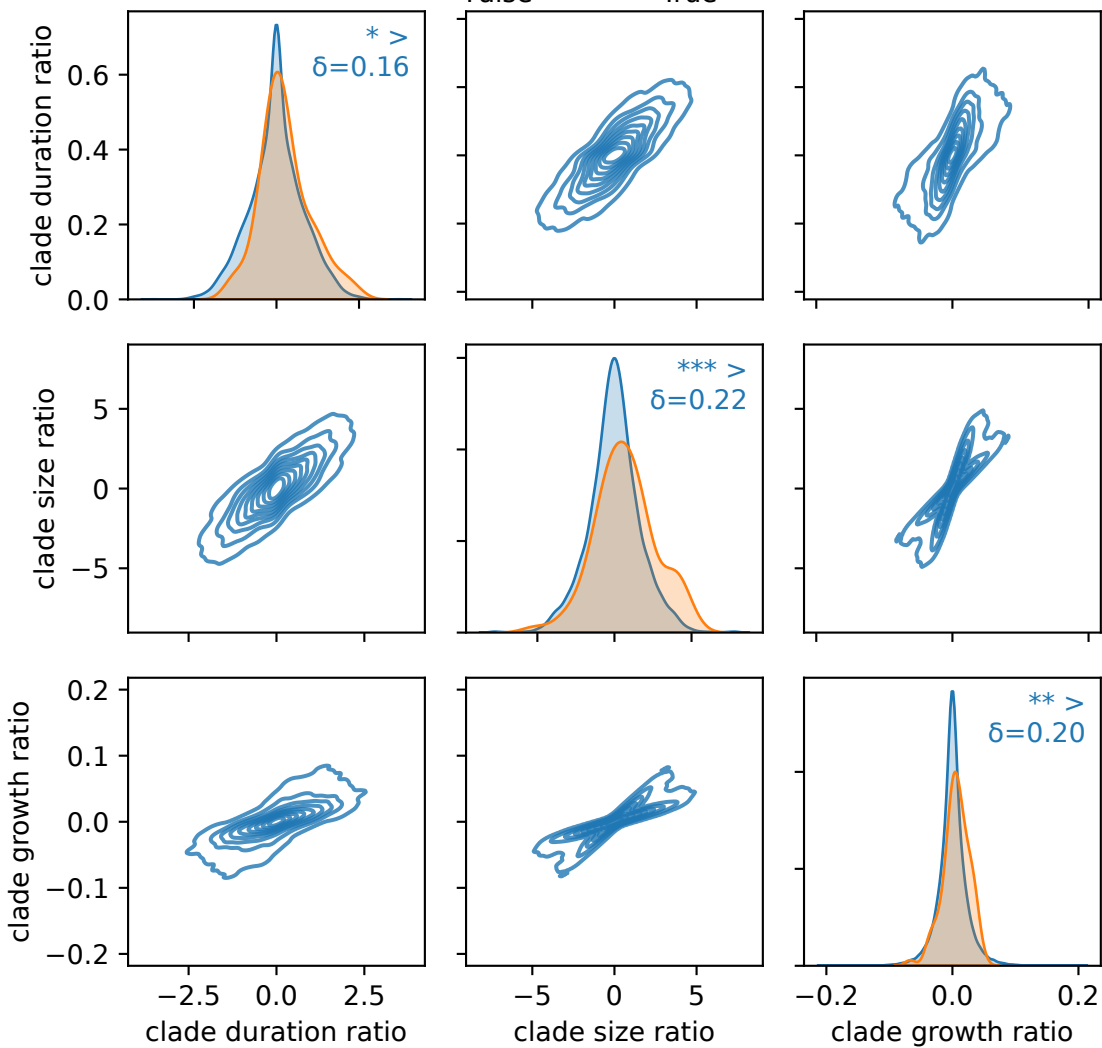 clade duration ratio
0.6
0.4
0.2
0.0
* >
δ=0.16
clade size ratio
5
0
−5
*** >
δ=0.22
clade growth ratio
0.2
0.1
0.0
−0.1
−0.2
** >
δ=0.20
−2.5 0.0 2.5
−5 0 5
−0.2 0.0 0.2
clade duration ratio
clade size ratio
clade growth ratio